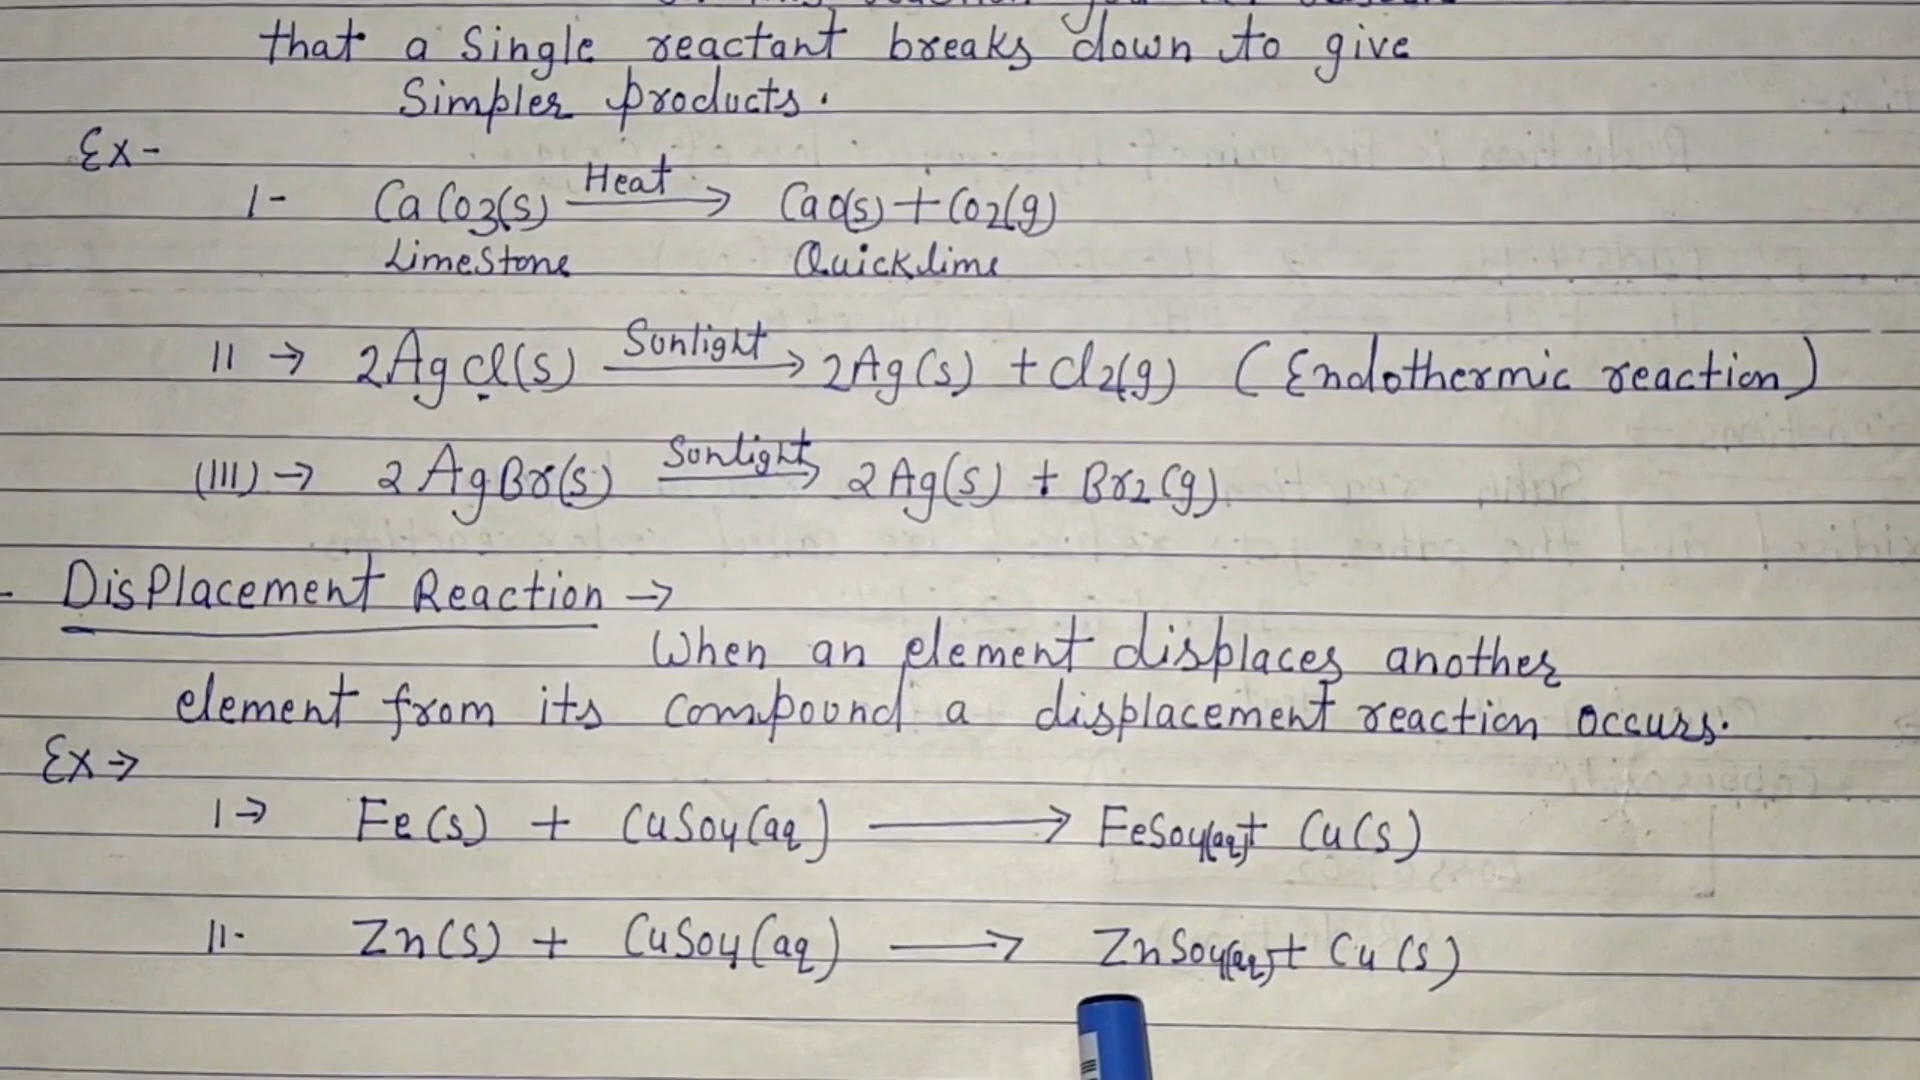 that a Single reactant breaks down to give
Simpler products.
Ex-
1- CaCO3(s) Heat → CaO(s) + CO2(g)
LimeStone Quicklime
II → 2AgCl(s) Sunlight → 2Ag(s) + Cl2(g) (Endothermic reaction)
(III) → 2AgBr(s) Sunlight → 2Ag(s) + Br2(g)
Displacement Reaction →
When an element displaces another
element from its compound a displacement reaction occurs.
Ex →
I → Fe(s) + CuSO4(aq) → FeSO4(aq) + Cu(s)
II- Zn(s) + CuSO4(aq) → ZnSO4(aq) + Cu(s)